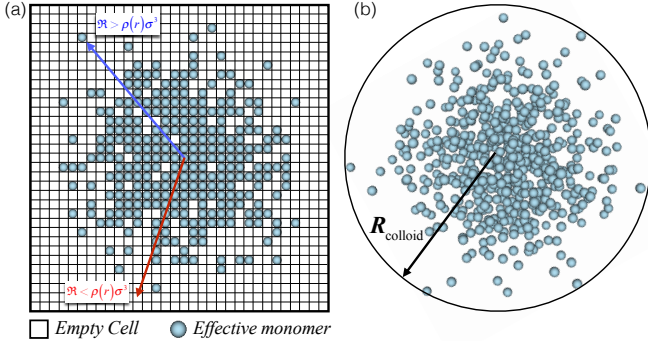 (a)
ℜ > ρ(r)σ³
ℜ < ρ(r)σ³
Empty Cell
Effective monomer
(b)
R_colloid